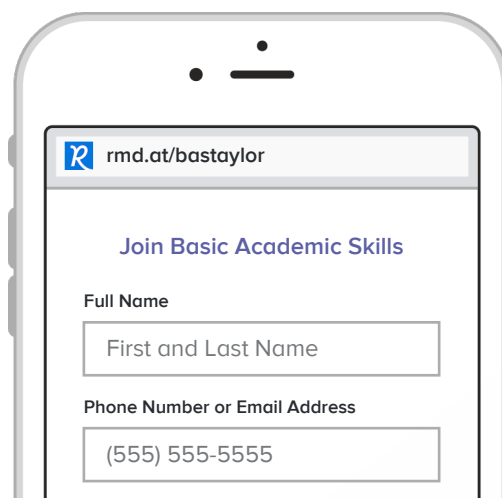 rmd.at/bastaylor
Join Basic Academic Skills
Full Name
First and Last Name
Phone Number or Email Address
(555) 555-5555